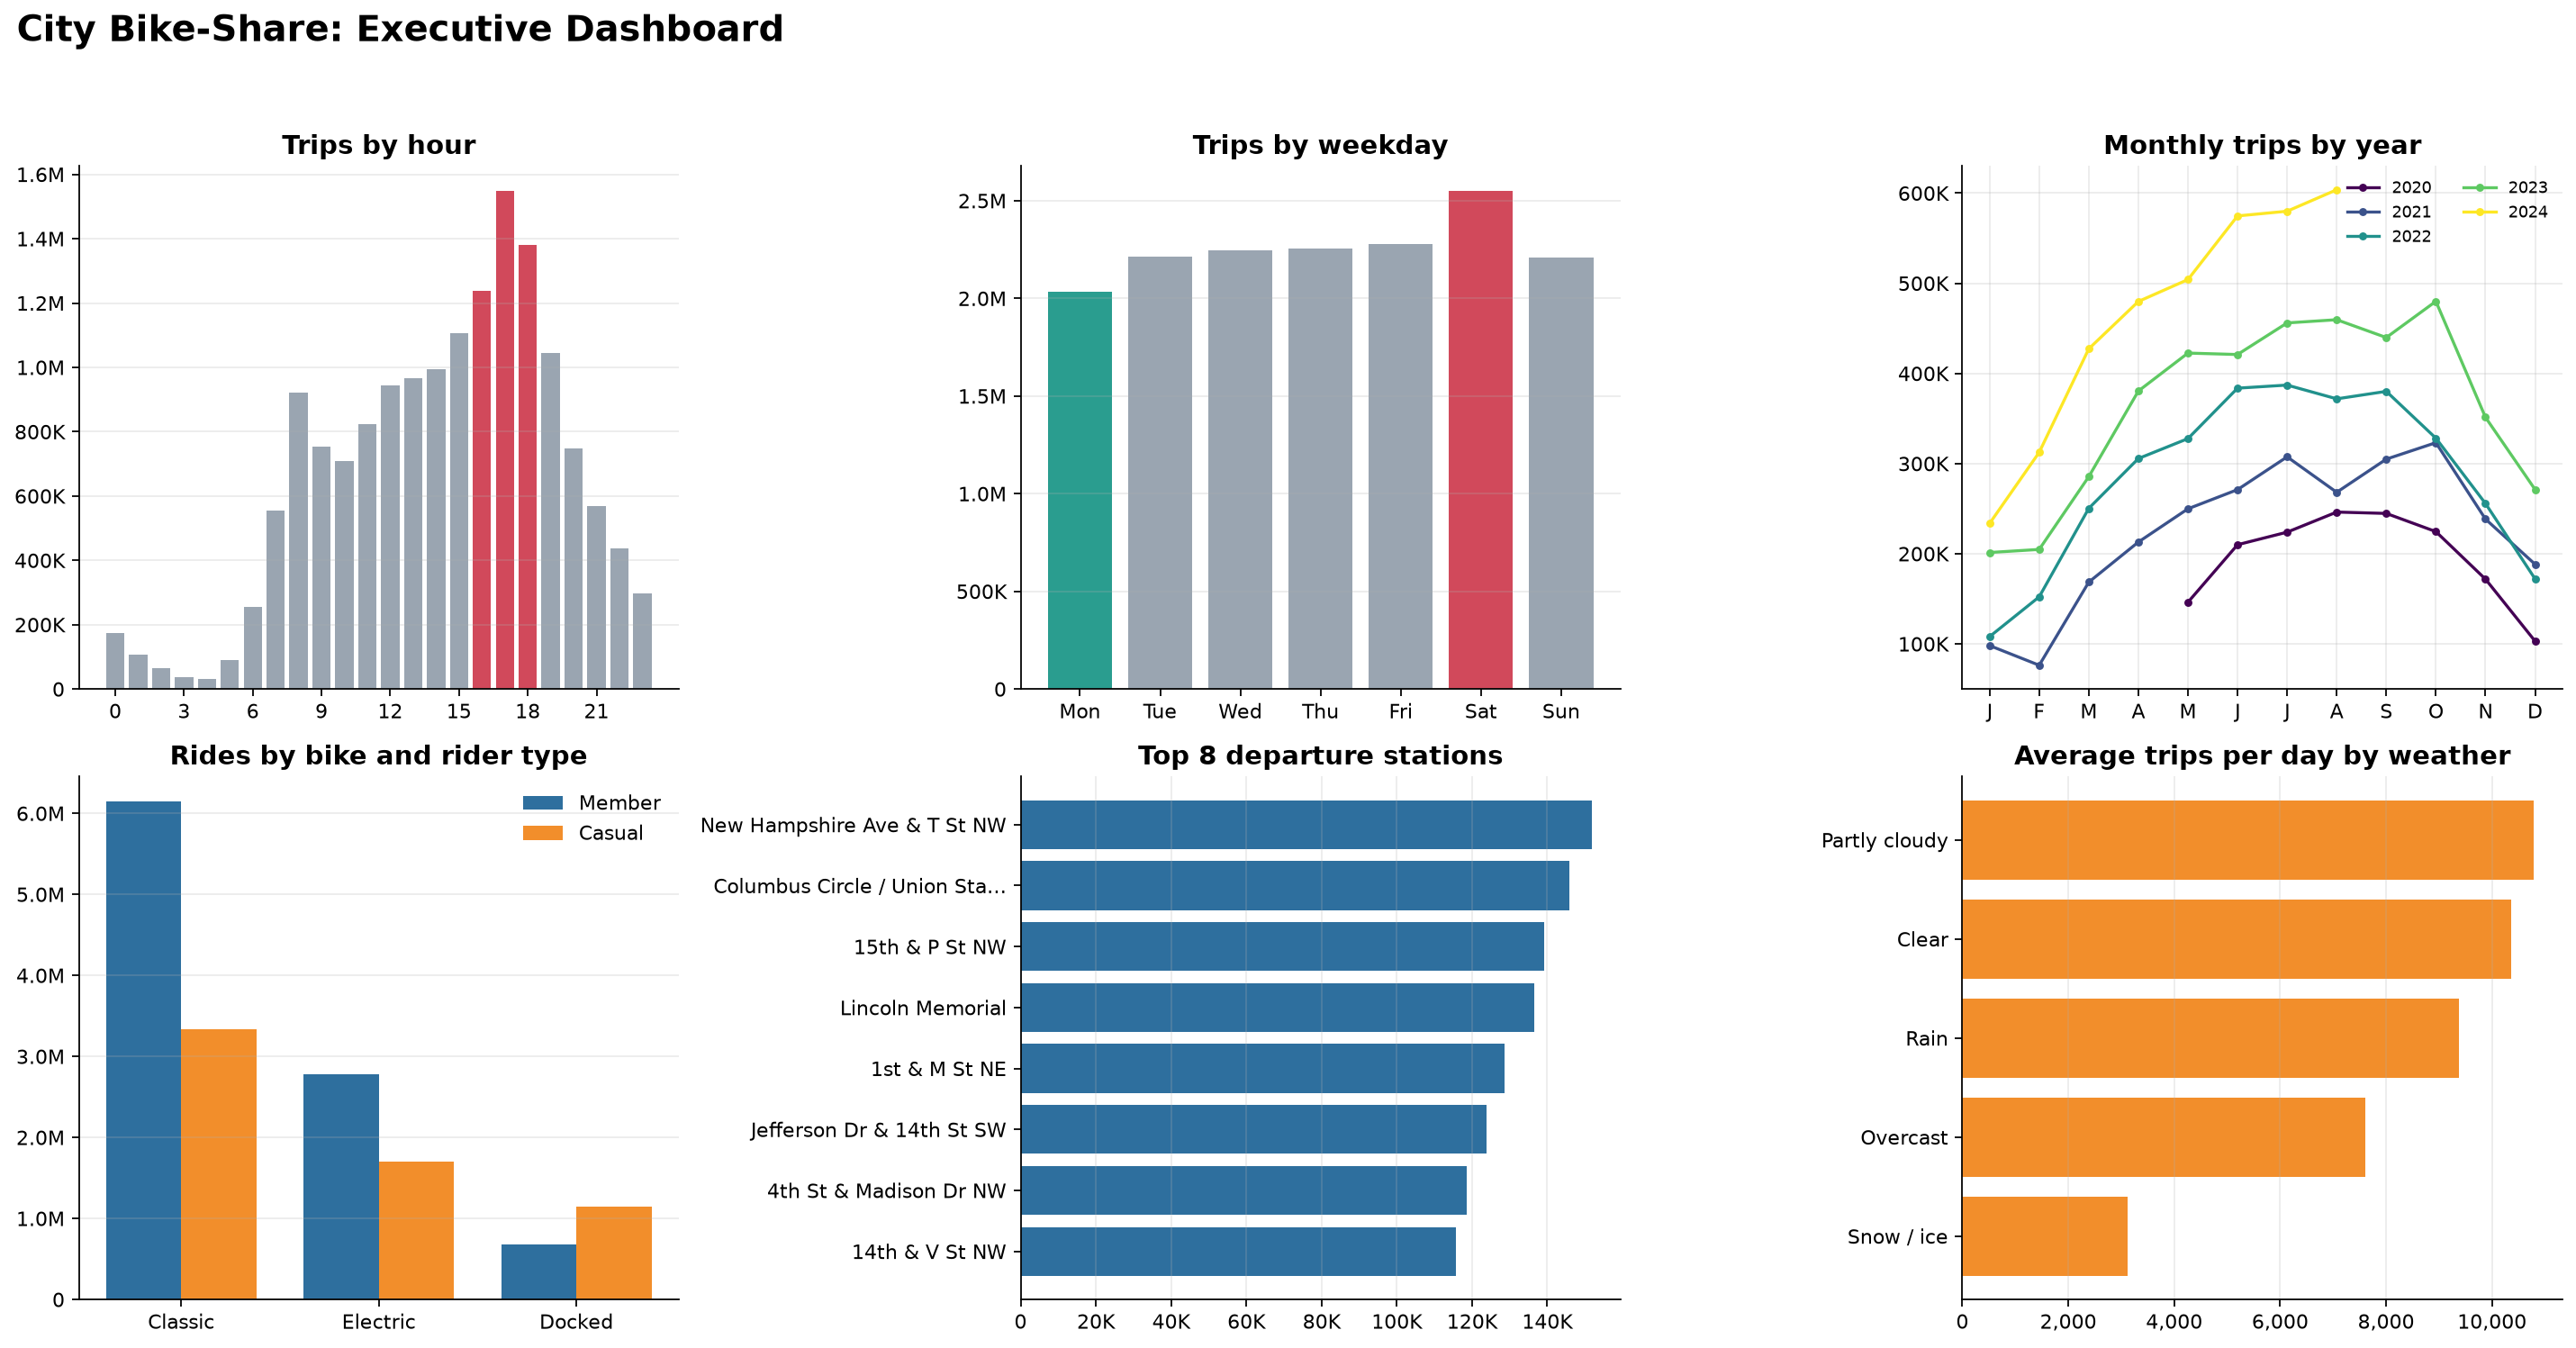 City Bike-Share: Executive Dashboard
Trips by hour
1.6M
1.4M
1.2M
1.0M
800K
600K
400K
200K
0
0 3 6 9 12 15 18 21
Trips by weekday
2.5M
2.0M
1.5M
1.0M
500K
0
Mon Tue Wed Thu Fri Sat Sun
Monthly trips by year
600K
500K
400K
300K
200K
100K
2020 2023
2021 2024
2022
J F M A M J J A S O N D
Rides by bike and rider type
6.0M
5.0M
4.0M
3.0M
2.0M
1.0M
0
Member
Casual
Classic Electric Docked
Top 8 departure stations
New Hampshire Ave & T St NW
Columbus Circle / Union Sta…
15th & P St NW
Lincoln Memorial
1st & M St NE
Jefferson Dr & 14th St SW
4th St & Madison Dr NW
14th & V St NW
0 20K 40K 60K 80K 100K 120K 140K
Average trips per day by weather
Partly cloudy
Clear
Rain
Overcast
Snow / ice
0 2,000 4,000 6,000 8,000 10,000